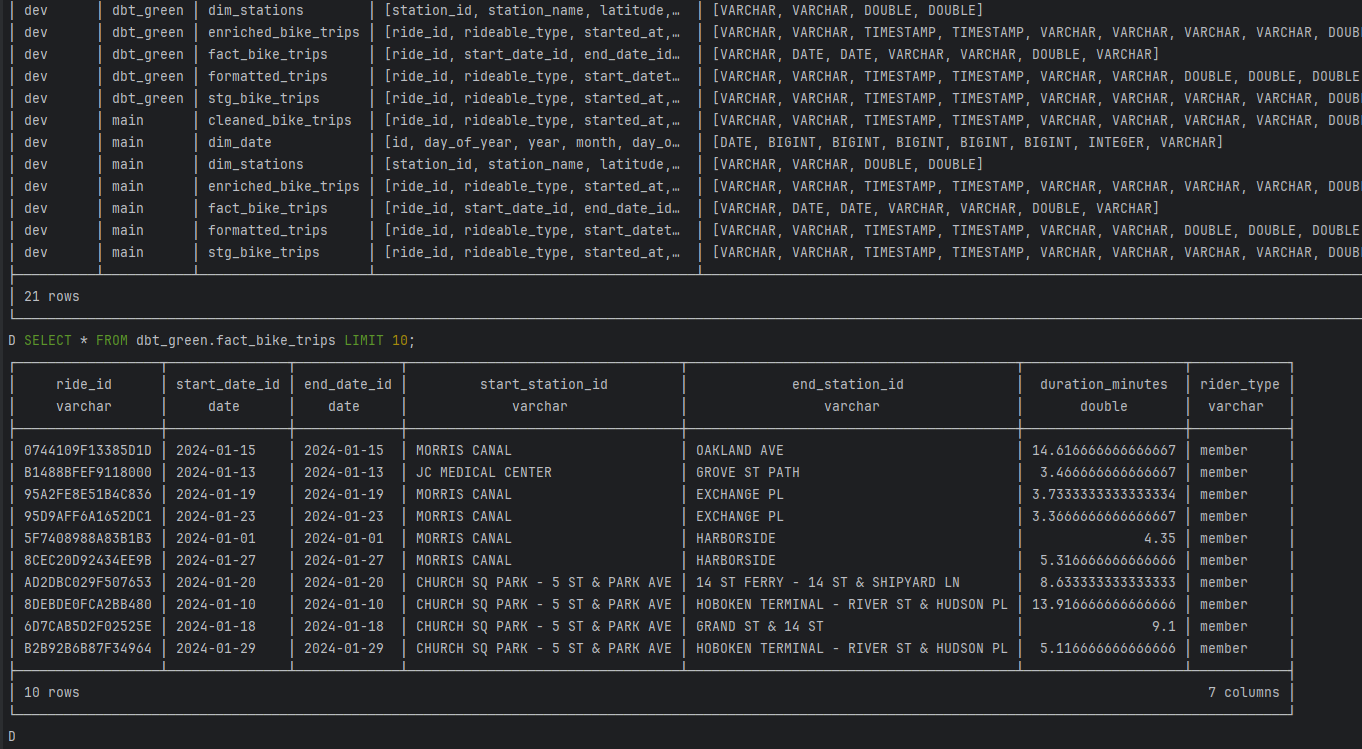 dev dbt_green dim_stations [station_id, station_name, latitude,… [VARCHAR, VARCHAR, DOUBLE, DOUBLE]
dev dbt_green enriched_bike_trips [ride_id, rideable_type, started_at,… [VARCHAR, VARCHAR, TIMESTAMP, TIMESTAMP, VARCHAR, VARCHAR, VARCHAR, VARCHAR, DOUB
dev dbt_green fact_bike_trips [ride_id, start_date_id, end_date_id… [VARCHAR, DATE, DATE, VARCHAR, VARCHAR, DOUBLE, VARCHAR]
dev dbt_green formatted_trips [ride_id, rideable_type, start_datet… [VARCHAR, VARCHAR, TIMESTAMP, TIMESTAMP, VARCHAR, VARCHAR, DOUBLE, DOUBLE, DOUBLE
dev dbt_green stg_bike_trips [ride_id, rideable_type, started_at,… [VARCHAR, VARCHAR, TIMESTAMP, TIMESTAMP, VARCHAR, VARCHAR, VARCHAR, VARCHAR, DOUB
dev main cleaned_bike_trips [ride_id, rideable_type, started_at,… [VARCHAR, VARCHAR, TIMESTAMP, TIMESTAMP, VARCHAR, VARCHAR, VARCHAR, VARCHAR, DOUB
dev main dim_date [id, day_of_year, year, month, day_o… [DATE, BIGINT, BIGINT, BIGINT, BIGINT, BIGINT, INTEGER, VARCHAR]
dev main dim_stations [station_id, station_name, latitude,… [VARCHAR, VARCHAR, DOUBLE, DOUBLE]
dev main enriched_bike_trips [ride_id, rideable_type, started_at,… [VARCHAR, VARCHAR, TIMESTAMP, TIMESTAMP, VARCHAR, VARCHAR, VARCHAR, VARCHAR, DOUB
dev main fact_bike_trips [ride_id, start_date_id, end_date_id… [VARCHAR, DATE, DATE, VARCHAR, VARCHAR, DOUBLE, VARCHAR]
dev main formatted_trips [ride_id, rideable_type, start_datet… [VARCHAR, VARCHAR, TIMESTAMP, TIMESTAMP, VARCHAR, VARCHAR, DOUBLE, DOUBLE, DOUBLE
dev main stg_bike_trips [ride_id, rideable_type, started_at,… [VARCHAR, VARCHAR, TIMESTAMP, TIMESTAMP, VARCHAR, VARCHAR, VARCHAR, VARCHAR, DOUB
21 rows
D SELECT * FROM dbt_green.fact_bike_trips LIMIT 10;
ride_id start_date_id end_date_id start_station_id end_station_id duration_minutes rider_type
varchar date date varchar varchar double varchar
0744109F13385D1D 2024-01-15 2024-01-15 MORRIS CANAL OAKLAND AVE 14.616666666666667 member
B1488BFEF9118000 2024-01-13 2024-01-13 JC MEDICAL CENTER GROVE ST PATH 3.466666666666667 member
95A2FE8E51B4C836 2024-01-19 2024-01-19 MORRIS CANAL EXCHANGE PL 3.7333333333333334 member
95D9AFF6A1652DC1 2024-01-23 2024-01-23 MORRIS CANAL EXCHANGE PL 3.3666666666666667 member
5F7408988A83B1B3 2024-01-01 2024-01-01 MORRIS CANAL HARBORSIDE 4.35 member
8CEC20D92434EE9B 2024-01-27 2024-01-27 MORRIS CANAL HARBORSIDE 5.316666666666666 member
AD2DBC029F507653 2024-01-20 2024-01-20 CHURCH SQ PARK - 5 ST & PARK AVE 14 ST FERRY - 14 ST & SHIPYARD LN 8.633333333333333 member
8DEBDE0FCA2BB480 2024-01-10 2024-01-10 CHURCH SQ PARK - 5 ST & PARK AVE HOBOKEN TERMINAL - RIVER ST & HUDSON PL 13.916666666666666 member
6D7CAB5D2F02525E 2024-01-18 2024-01-18 CHURCH SQ PARK - 5 ST & PARK AVE GRAND ST & 14 ST 9.1 member
B2B92B6B87F34964 2024-01-29 2024-01-29 CHURCH SQ PARK - 5 ST & PARK AVE HOBOKEN TERMINAL - RIVER ST & HUDSON PL 5.116666666666666 member
10 rows 7 columns
D